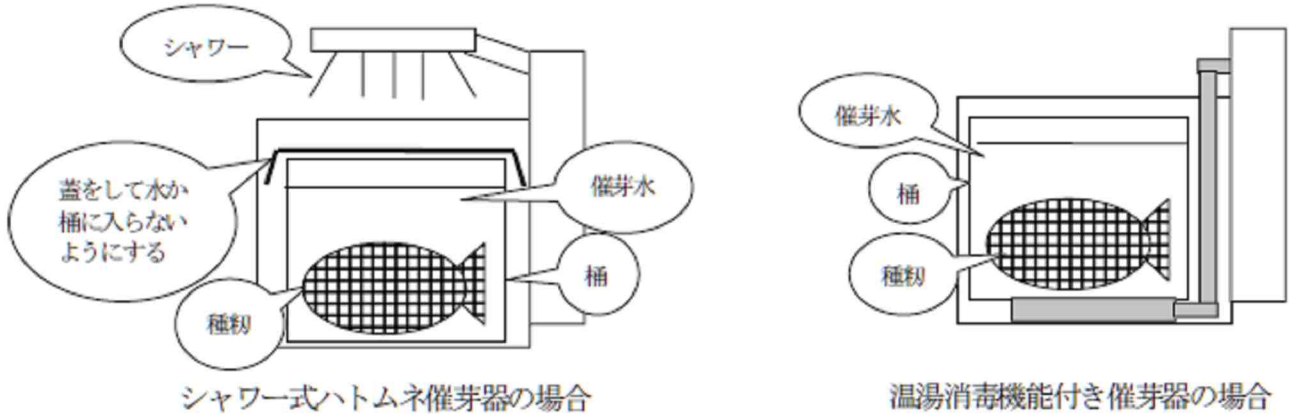 シャワー
蓋をして水か
桶に入らない
ようにする
催芽水
桶
種籾
シャワー式ハトムネ催芽器の場合
催芽水
桶
種籾
温湯消毒機能付き催芽器の場合